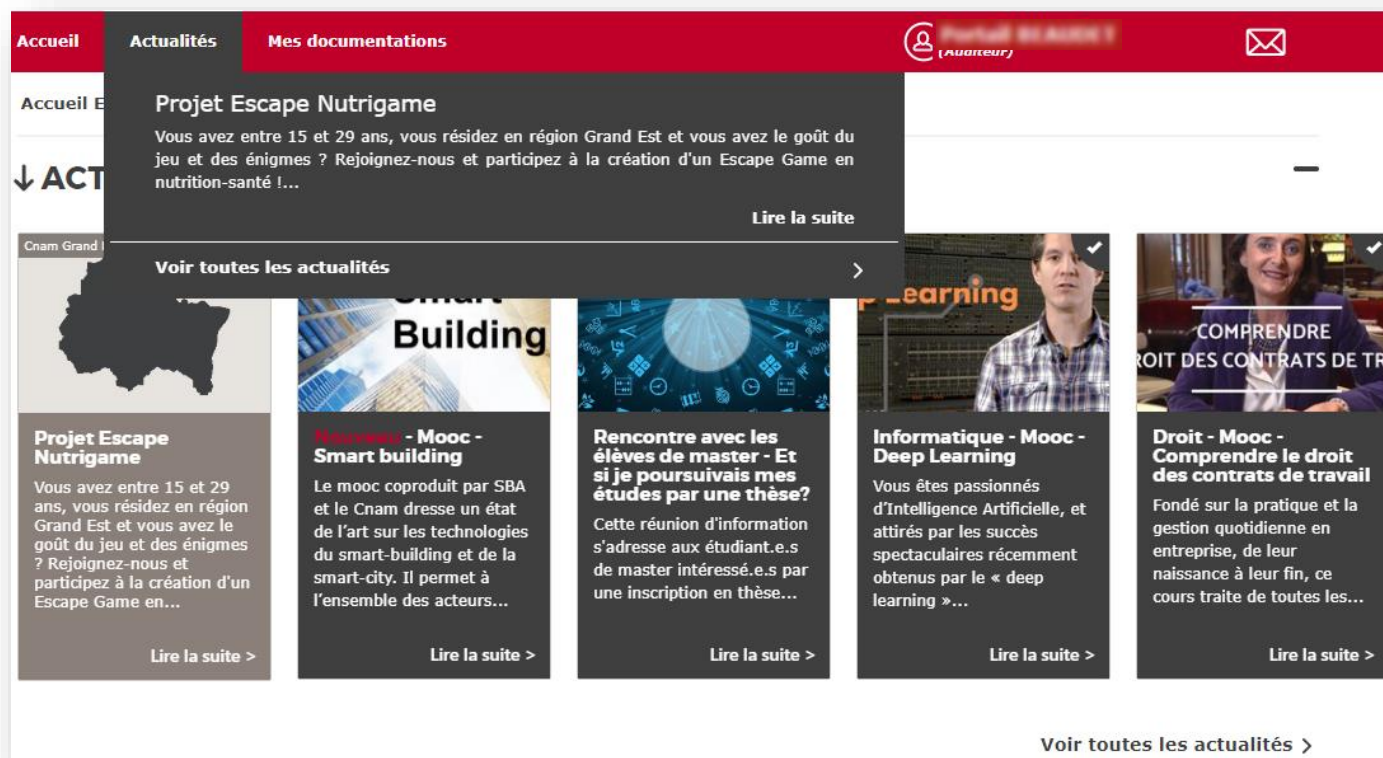 Accueil
Actualités
Mes documentations
(Auditeur)
Accueil E
Projet Escape Nutrigame
Vous avez entre 15 et 29 ans, vous résidez en région Grand Est et vous avez le goût du
jeu et des énigmes ? Rejoignez-nous et participez à la création d'un Escape Game en
nutrition-santé !...
Lire la suite
Voir toutes les actualités
↓ ACT
Cnam Grand
Projet Escape
Nutrigame
Vous avez entre 15 et 29
ans, vous résidez en région
Grand Est et vous avez le
goût du jeu et des énigmes
? Rejoignez-nous et
participez à la création d'un
Escape Game en...
Lire la suite >
Smart
Building
Nouveau - Mooc -
Smart building
Le mooc coproduit par SBA
et le Cnam dresse un état
de l'art sur les technologies
du smart-building et de la
smart-city. Il permet à
l'ensemble des acteurs...
Lire la suite >
Rencontre avec les
élèves de master - Et
si je poursuivais mes
études par une thèse?
Cette réunion d'information
s'adresse aux étudiant.e.s
de master intéressé.e.s par
une inscription en thèse...
Lire la suite >
p Learning
Informatique - Mooc -
Deep Learning
Vous êtes passionnés
d'Intelligence Artificielle, et
attirés par les succès
spectaculaires récemment
obtenus par le « deep
learning »...
Lire la suite >
COMPRENDRE
ROIT DES CONTRATS DE TR
Droit - Mooc -
Comprendre le droit
des contrats de travail
Fondé sur la pratique et la
gestion quotidienne en
entreprise, de leur
naissance à leur fin, ce
cours traite de toutes les...
Lire la suite >
Voir toutes les actualités >